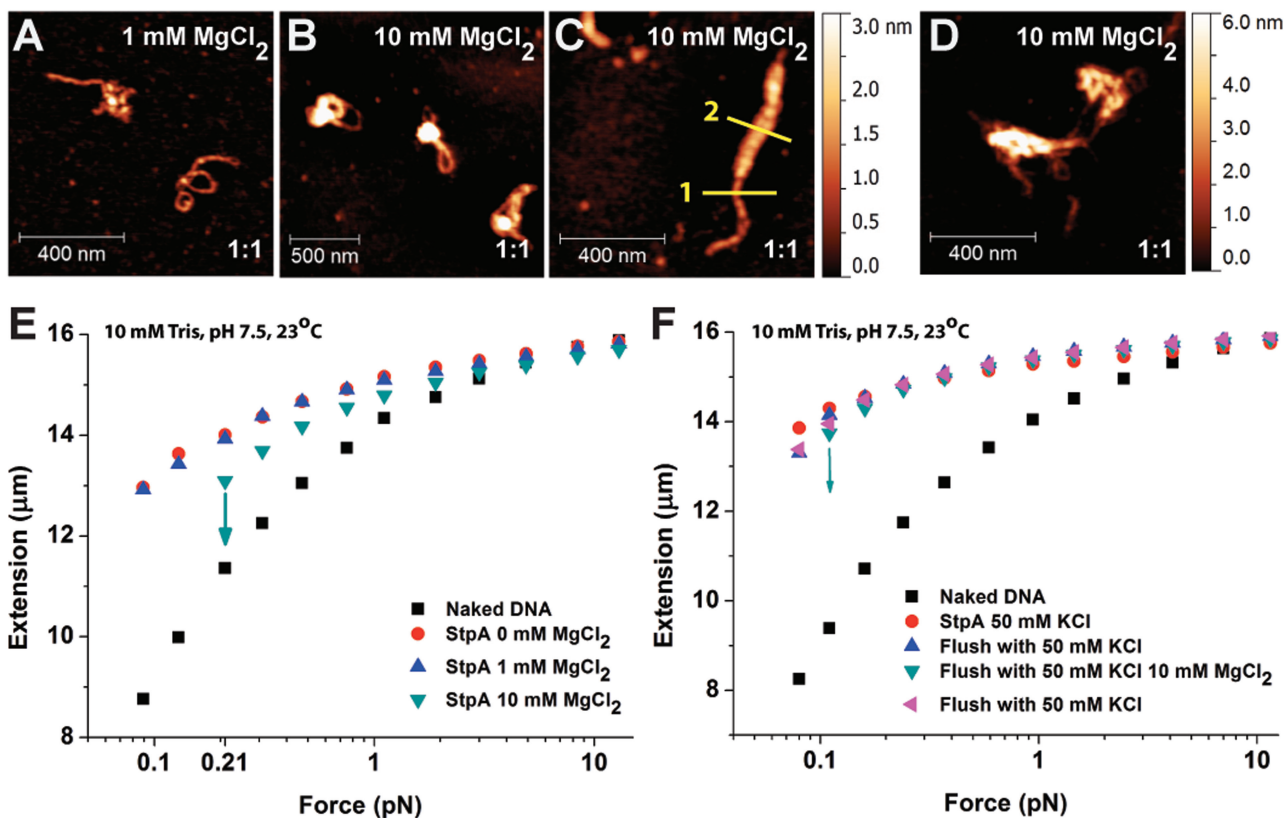 A
1 mM MgCl2
400 nm
1:1
B
10 mM MgCl2
500 nm
1:1
C
10 mM MgCl2
2
1
400 nm
1:1
3.0 nm
2.5
2.0
1.5
1.0
0.0
D
10 mM MgCl2
400 nm
6.0 nm
5.0
4.0
3.0
2.0
1.0
0.0
E
10 mM Tris, pH 7.5, 23°C
16
14
12
10
8
Extension (μm)
0.1
0.21
1
10
Force (pN)
Naked DNA
StpA 0 mM MgCl2
StpA 1 mM MgCl2
StpA 10 mM MgCl2
F
10 mM Tris, pH 7.5, 23°C
16
14
12
10
8
Extension (μm)
0.1
1
10
Force (pN)
Naked DNA
StpA 50 mM KCl
Flush with 50 mM KCl
Flush with 50 mM KCl 10 mM MgCl2
Flush with 50 mM KCl